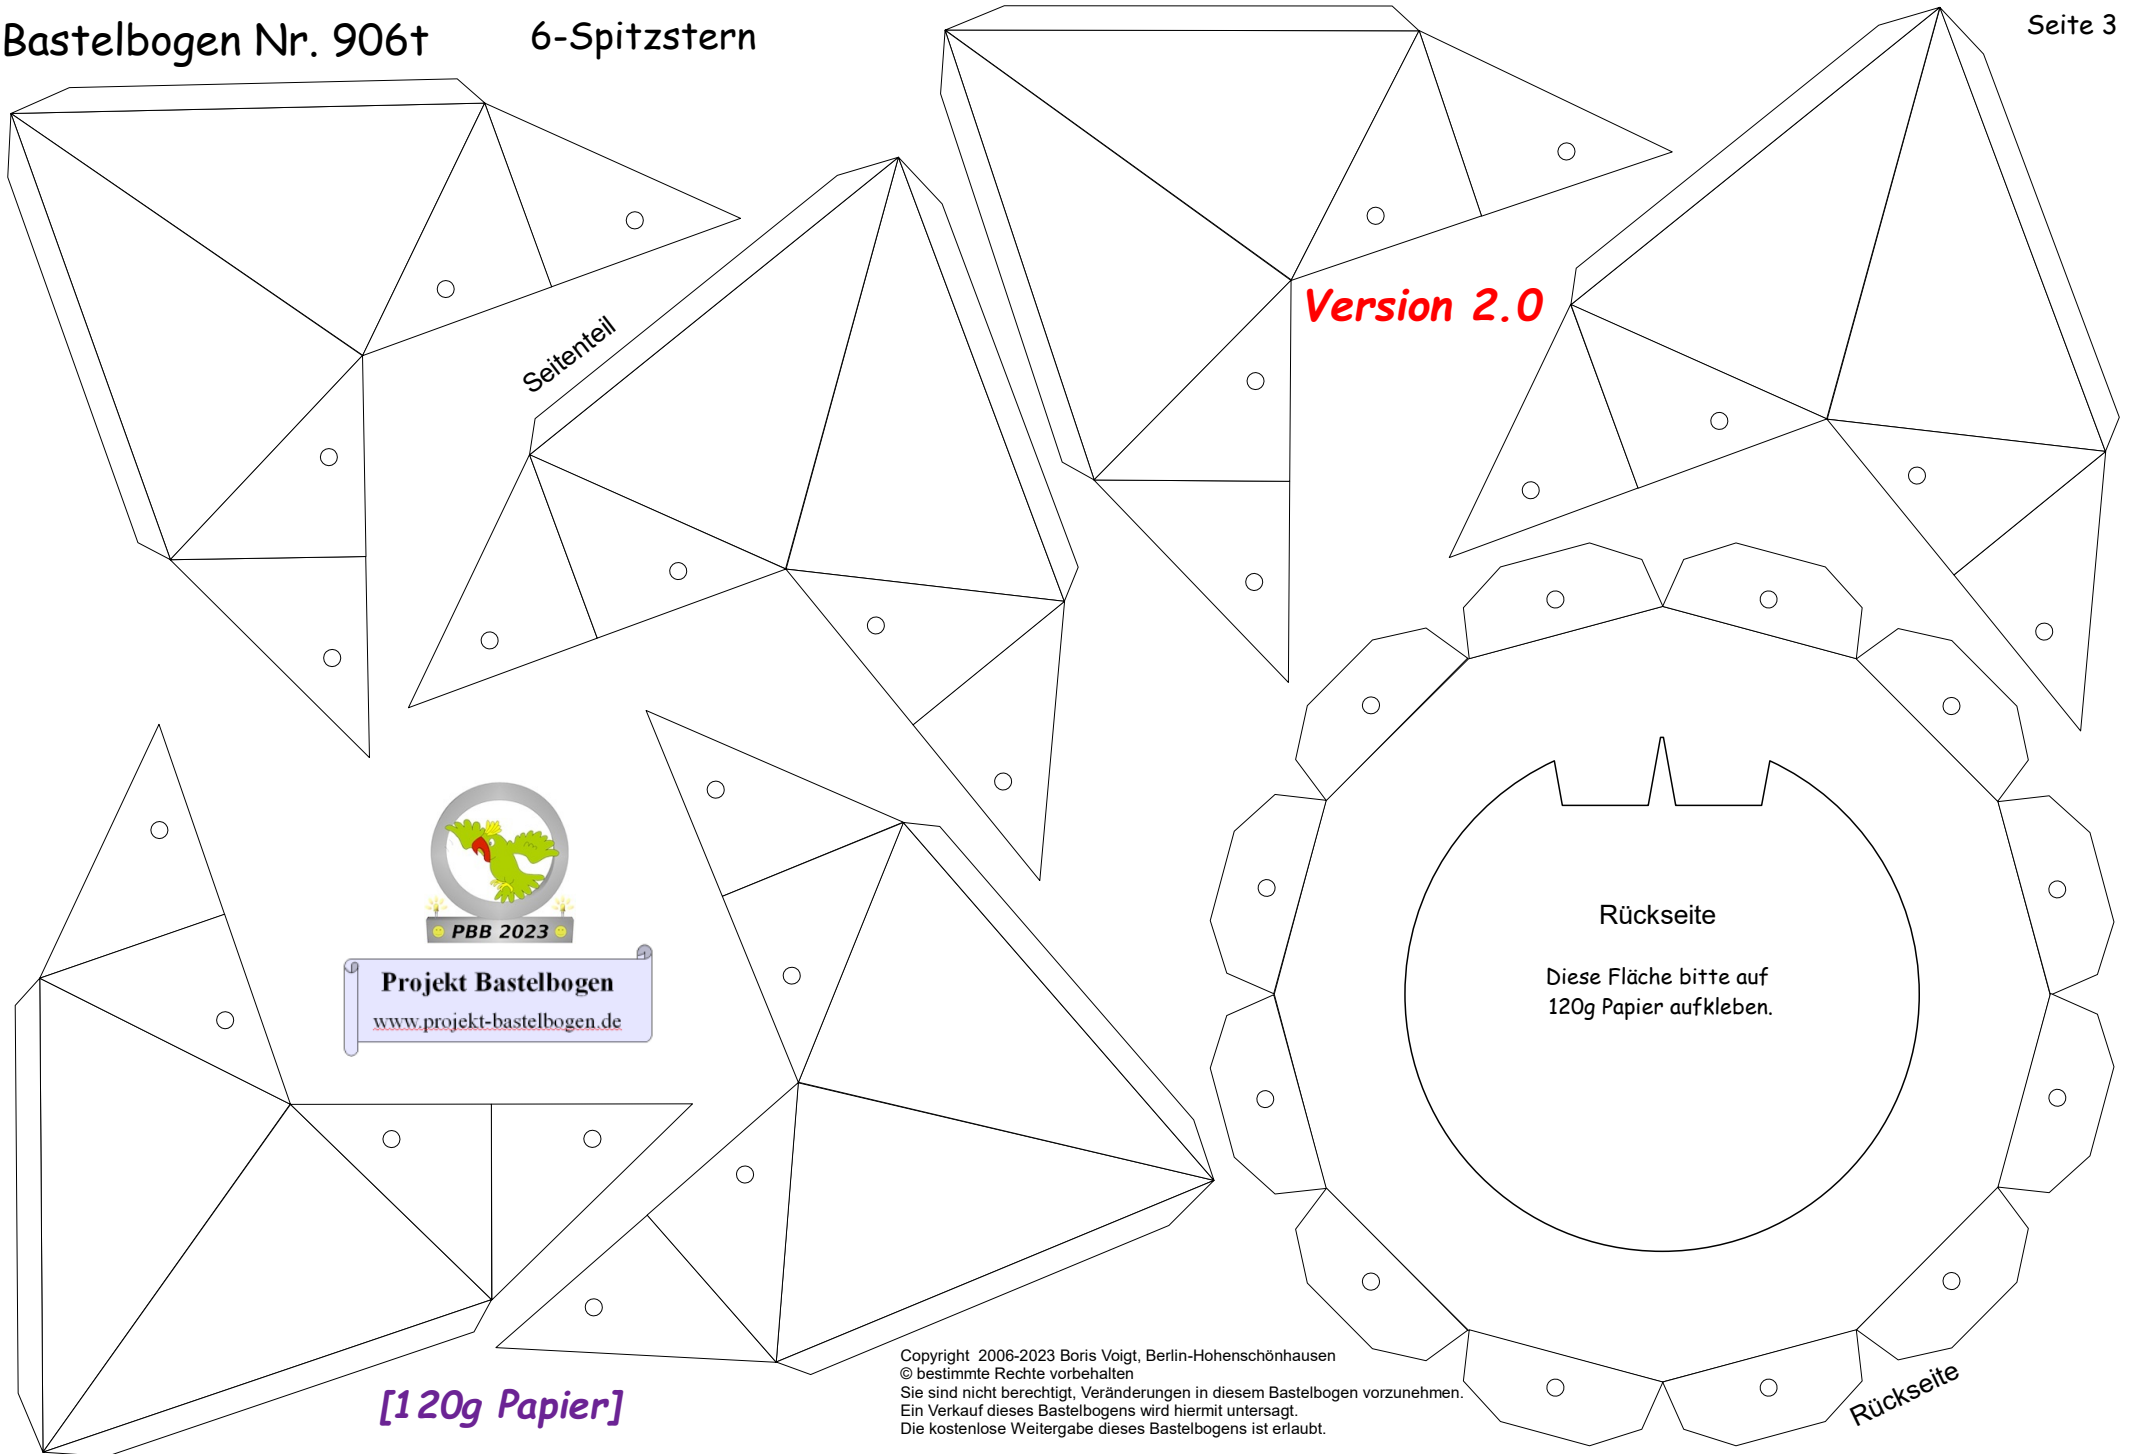 Bastelbogen Nr. 906t
6-Spitzstern
Seite 3
Seitenteil
Version 2.0
PBB 2023
Projekt Bastelbogen
www.projekt-bastelbogen.de
Rückseite
Diese Fläche bitte auf
120g Papier aufkleben.
Rückseite
[120g Papier]
Copyright 2006-2023 Boris Voigt, Berlin-Hohenschönhausen
© bestimmte Rechte vorbehalten
Sie sind nicht berechtigt, Veränderungen in diesem Bastelbogen vorzunehmen.
Ein Verkauf dieses Bastelbogens wird hiermit untersagt.
Die kostenlose Weitergabe dieses Bastelbogens ist erlaubt.